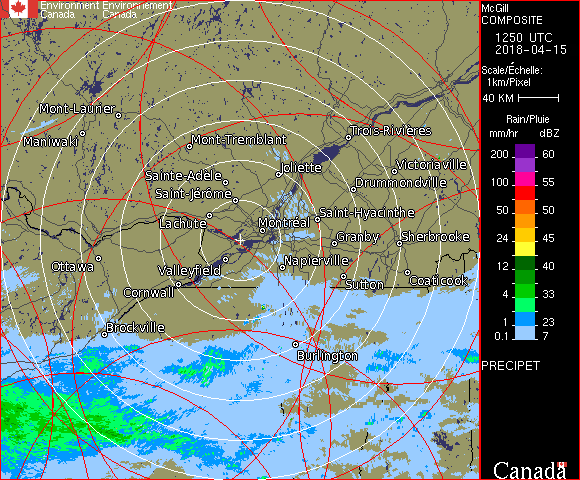 Environment Environnement
Canada Canada
McGill
COMPOSITE
1250 UTC
2018-04-15
Scale/Échelle:
1km/Pixel
40 KM
Rain/Pluie
mm/hr dBZ
200 60
100 55
50 50
24 45
12 40
4 33
2 30
1 23
0.1 7
PRECIPET
Canada
Mont-Laurier
Maniwaki
Mont-Tremblant
Trois-Rivières
Sainte-Adèle
Joliette
Victoriaville
Saint-Jérôme
Drummondville
Lachute
Montréal
Saint-Hyacinthe
Granby
Sherbrooke
Ottawa
Valleyfield
Napierville
Cornwall
Sutton
Coaticook
Brockville
Burlington